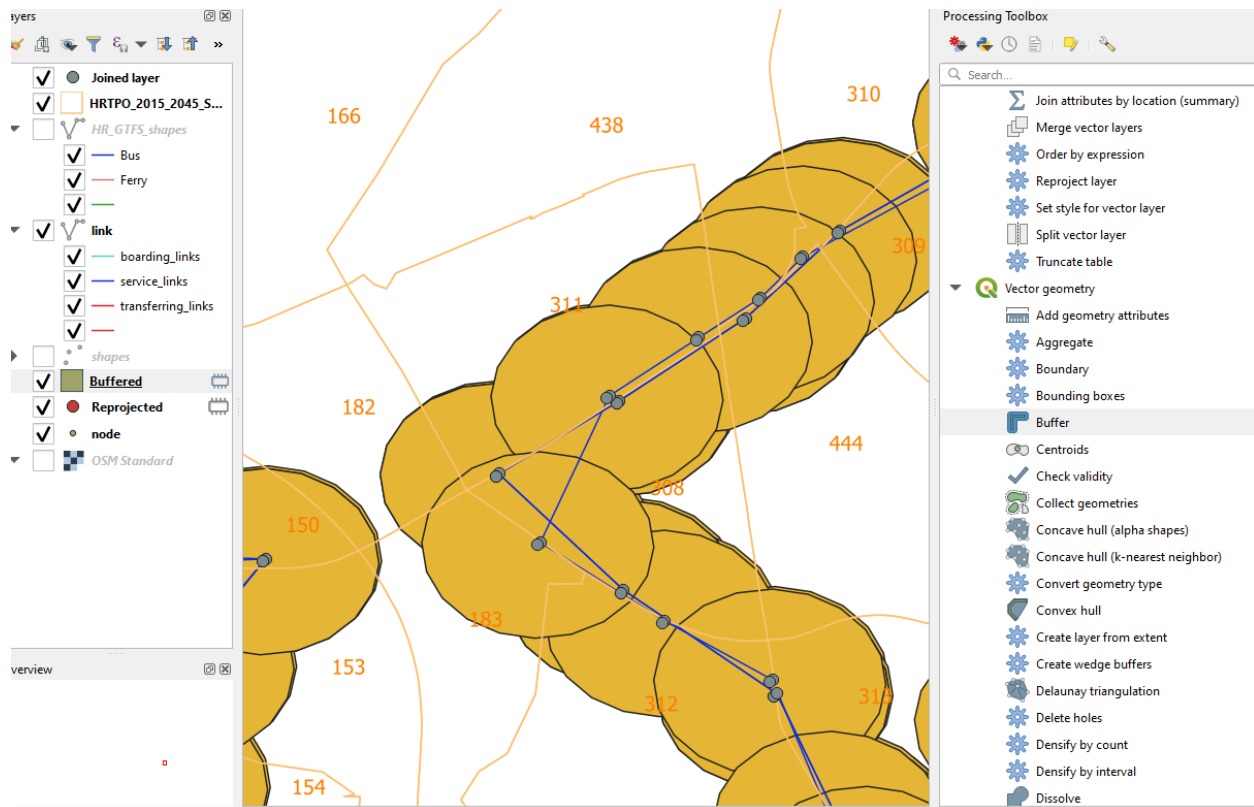 ayers
»
Joined layer
HRTPO_2015_2045_S...
HR_GTFS_shapes
Bus
Ferry
link
boarding_links
service_links
transferring_links
shapes
Buffered
Reprojected
node
OSM Standard
verview
166
438
310
309
311
182
444
308
150
183
153
312
313
154
Processing Toolbox
Search...
Join attributes by location (summary)
Merge vector layers
Order by expression
Reproject layer
Set style for vector layer
Split vector layer
Truncate table
Vector geometry
Add geometry attributes
Aggregate
Boundary
Bounding boxes
Buffer
Centroids
Check validity
Collect geometries
Concave hull (alpha shapes)
Concave hull (k-nearest neighbor)
Convert geometry type
Convex hull
Create layer from extent
Create wedge buffers
Delaunay triangulation
Delete holes
Densify by count
Densify by interval
Dissolve